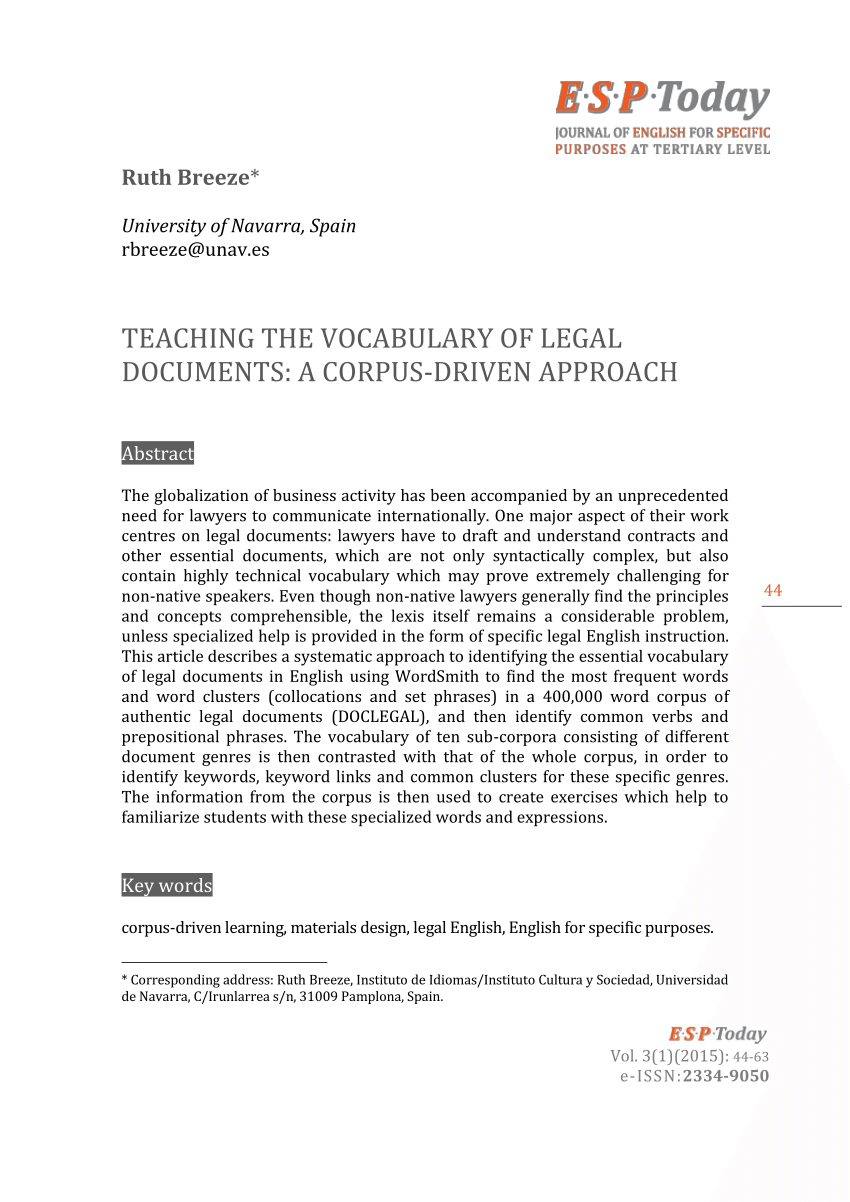 E·S·P·Today
JOURNAL OF ENGLISH FOR SPECIFIC
PURPOSES AT TERTIARY LEVEL
Ruth Breeze*
University of Navarra, Spain
rbreeze@unav.es
TEACHING THE VOCABULARY OF LEGAL
DOCUMENTS: A CORPUS-DRIVEN APPROACH
Abstract
The globalization of business activity has been accompanied by an unprecedented
need for lawyers to communicate internationally. One major aspect of their work
centres on legal documents: lawyers have to draft and understand contracts and
other essential documents, which are not only syntactically complex, but also
contain highly technical vocabulary which may prove extremely challenging for
non-native speakers. Even though non-native lawyers generally find the principles
and concepts comprehensible, the lexis itself remains a considerable problem,
unless specialized help is provided in the form of specific legal English instruction.
This article describes a systematic approach to identifying the essential vocabulary
of legal documents in English using WordSmith to find the most frequent words
and word clusters (collocations and set phrases) in a 400,000 word corpus of
authentic legal documents (DOCLEGAL), and then identify common verbs and
prepositional phrases. The vocabulary of ten sub-corpora consisting of different
document genres is then contrasted with that of the whole corpus, in order to
identify keywords, keyword links and common clusters for these specific genres.
The information from the corpus is then used to create exercises which help to
familiarize students with these specialized words and expressions.
44
Key words
corpus-driven learning, materials design, legal English, English for specific purposes.
* Corresponding address: Ruth Breeze, Instituto de Idiomas/Instituto Cultura y Sociedad, Universidad
de Navarra, C/Irunlarrea s/n, 31009 Pamplona, Spain.
E·S·P·Today
Vol. 3(1)(2015): 44-63
e-ISSN:2334-9050